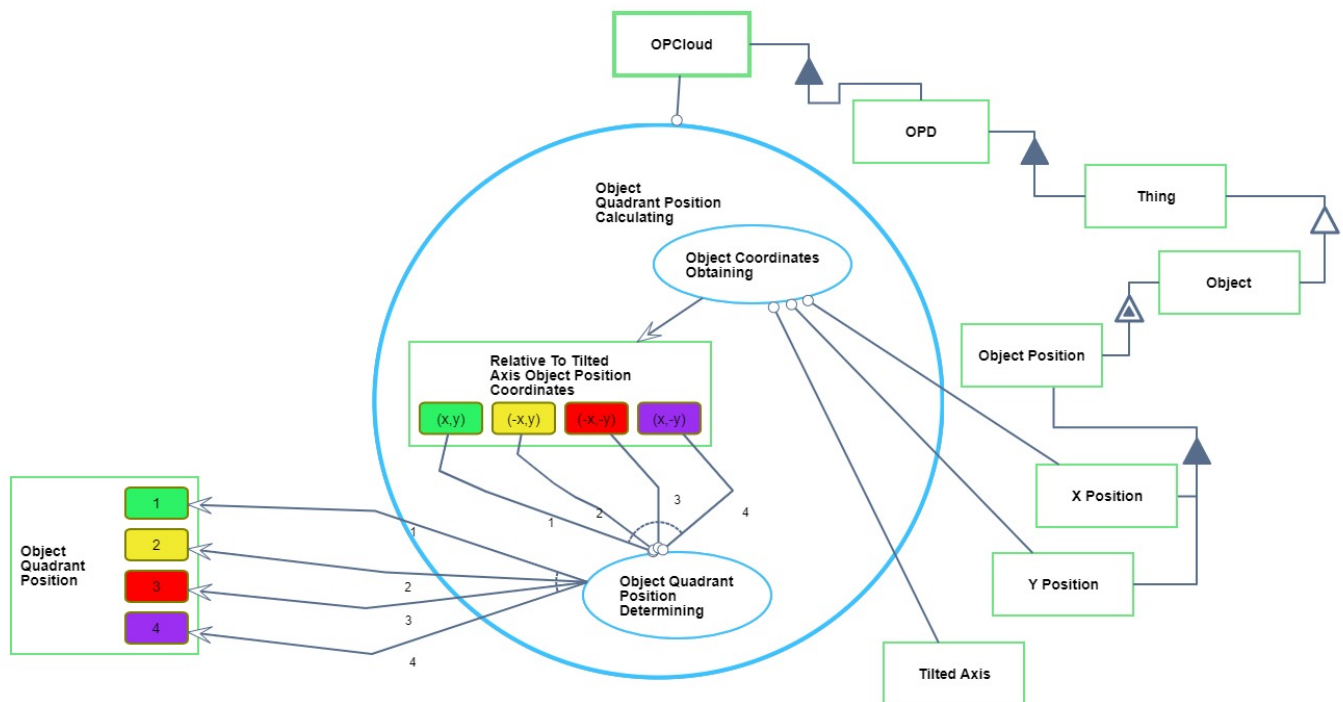 OPCloud
OPD
Thing
Object
Quadrant Position
Calculating
Object Coordinates
Obtaining
Object
Object Position
Relative To Tilted
Axis Object Position
Coordinates
(x,y)
(-x,y)
(-x,-y)
(x,-y)
X Position
Y Position
Tilted Axis
1
2
3
4
Object Quadrant
Position
Determining
Object
Quadrant
Position
1
2
3
4
1
2
3
4